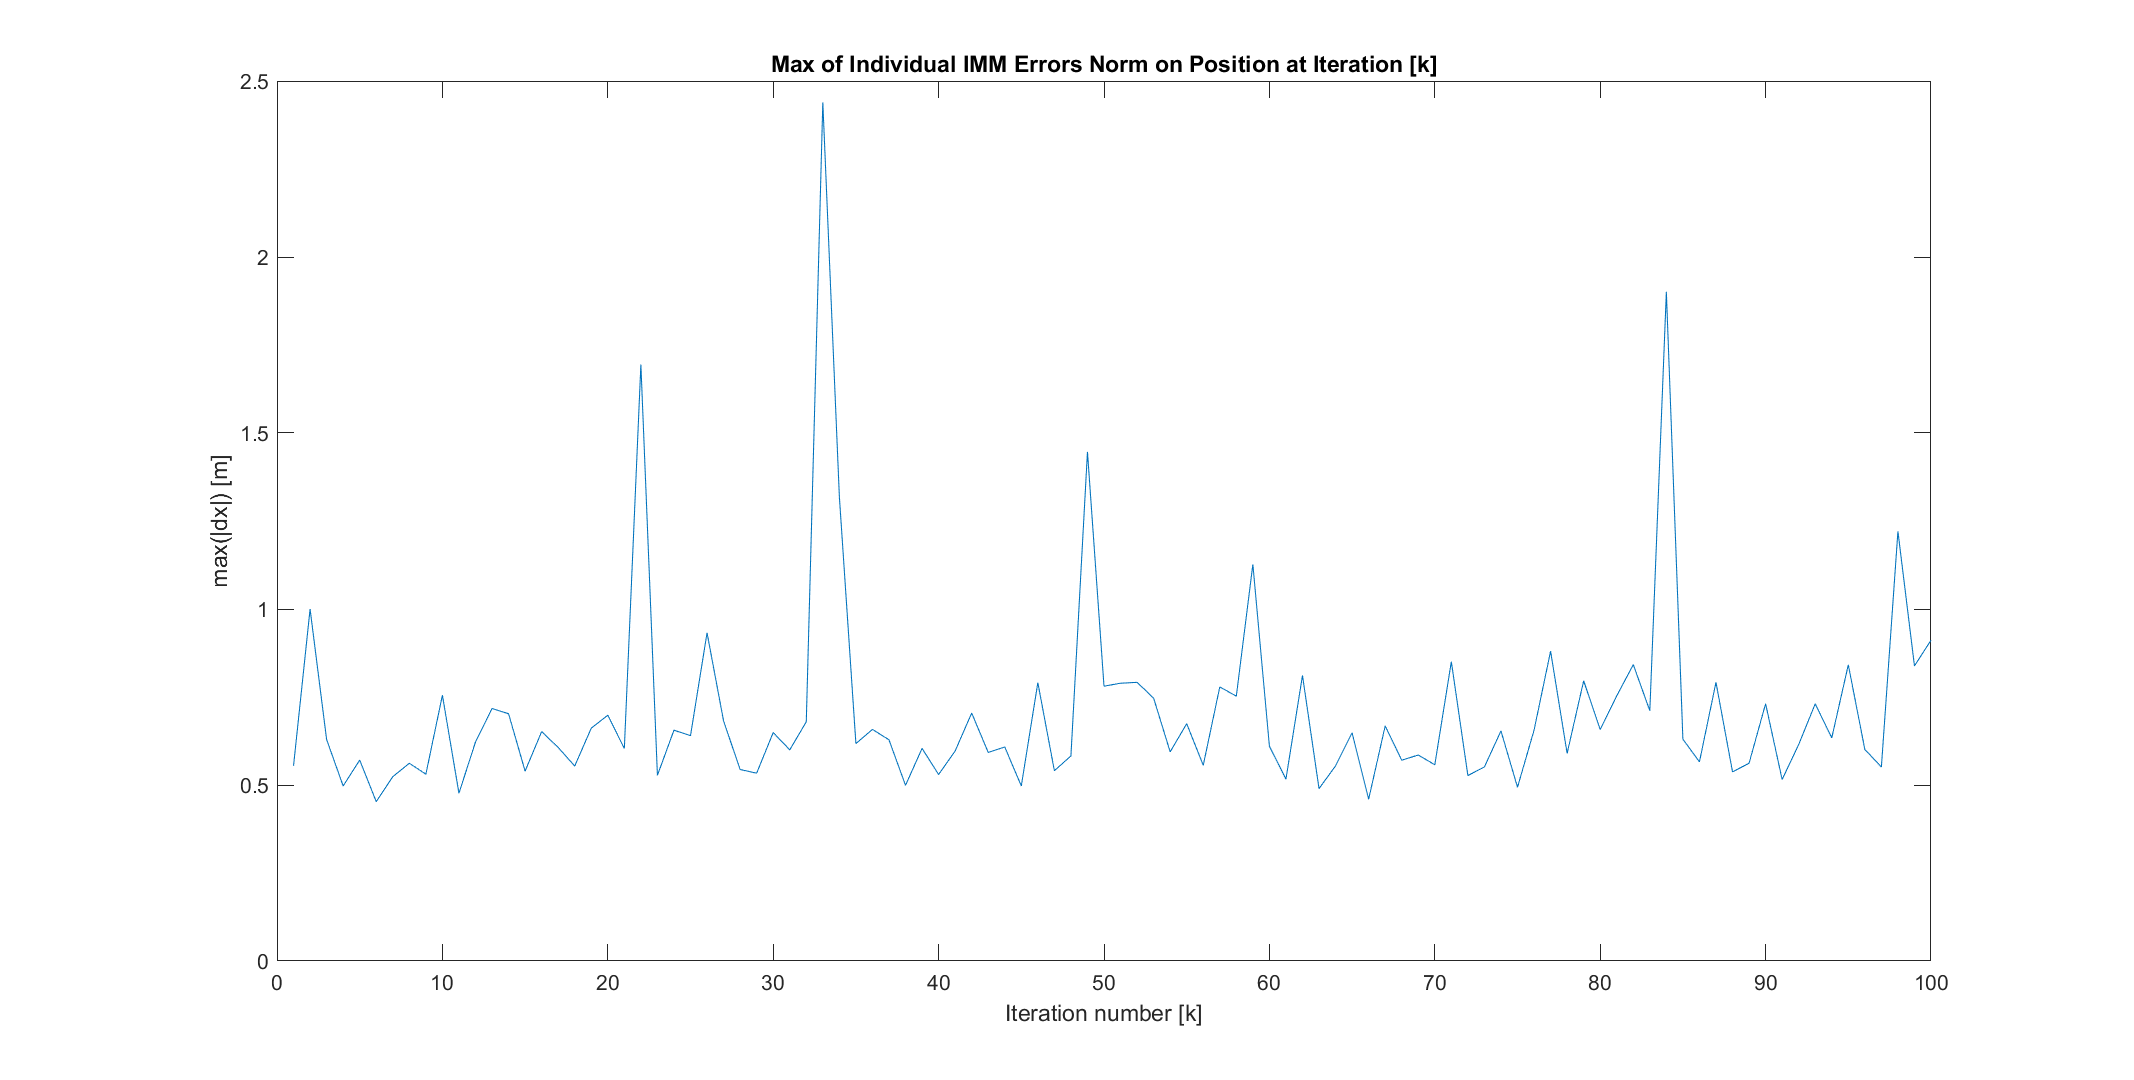 Max of Individual IMM Errors Norm on Position at Iteration [k]
2.5
2
1.5
1
0.5
0
max(|dx|) [m]
0 10 20 30 40 50 60 70 80 90 100
Iteration number [k]